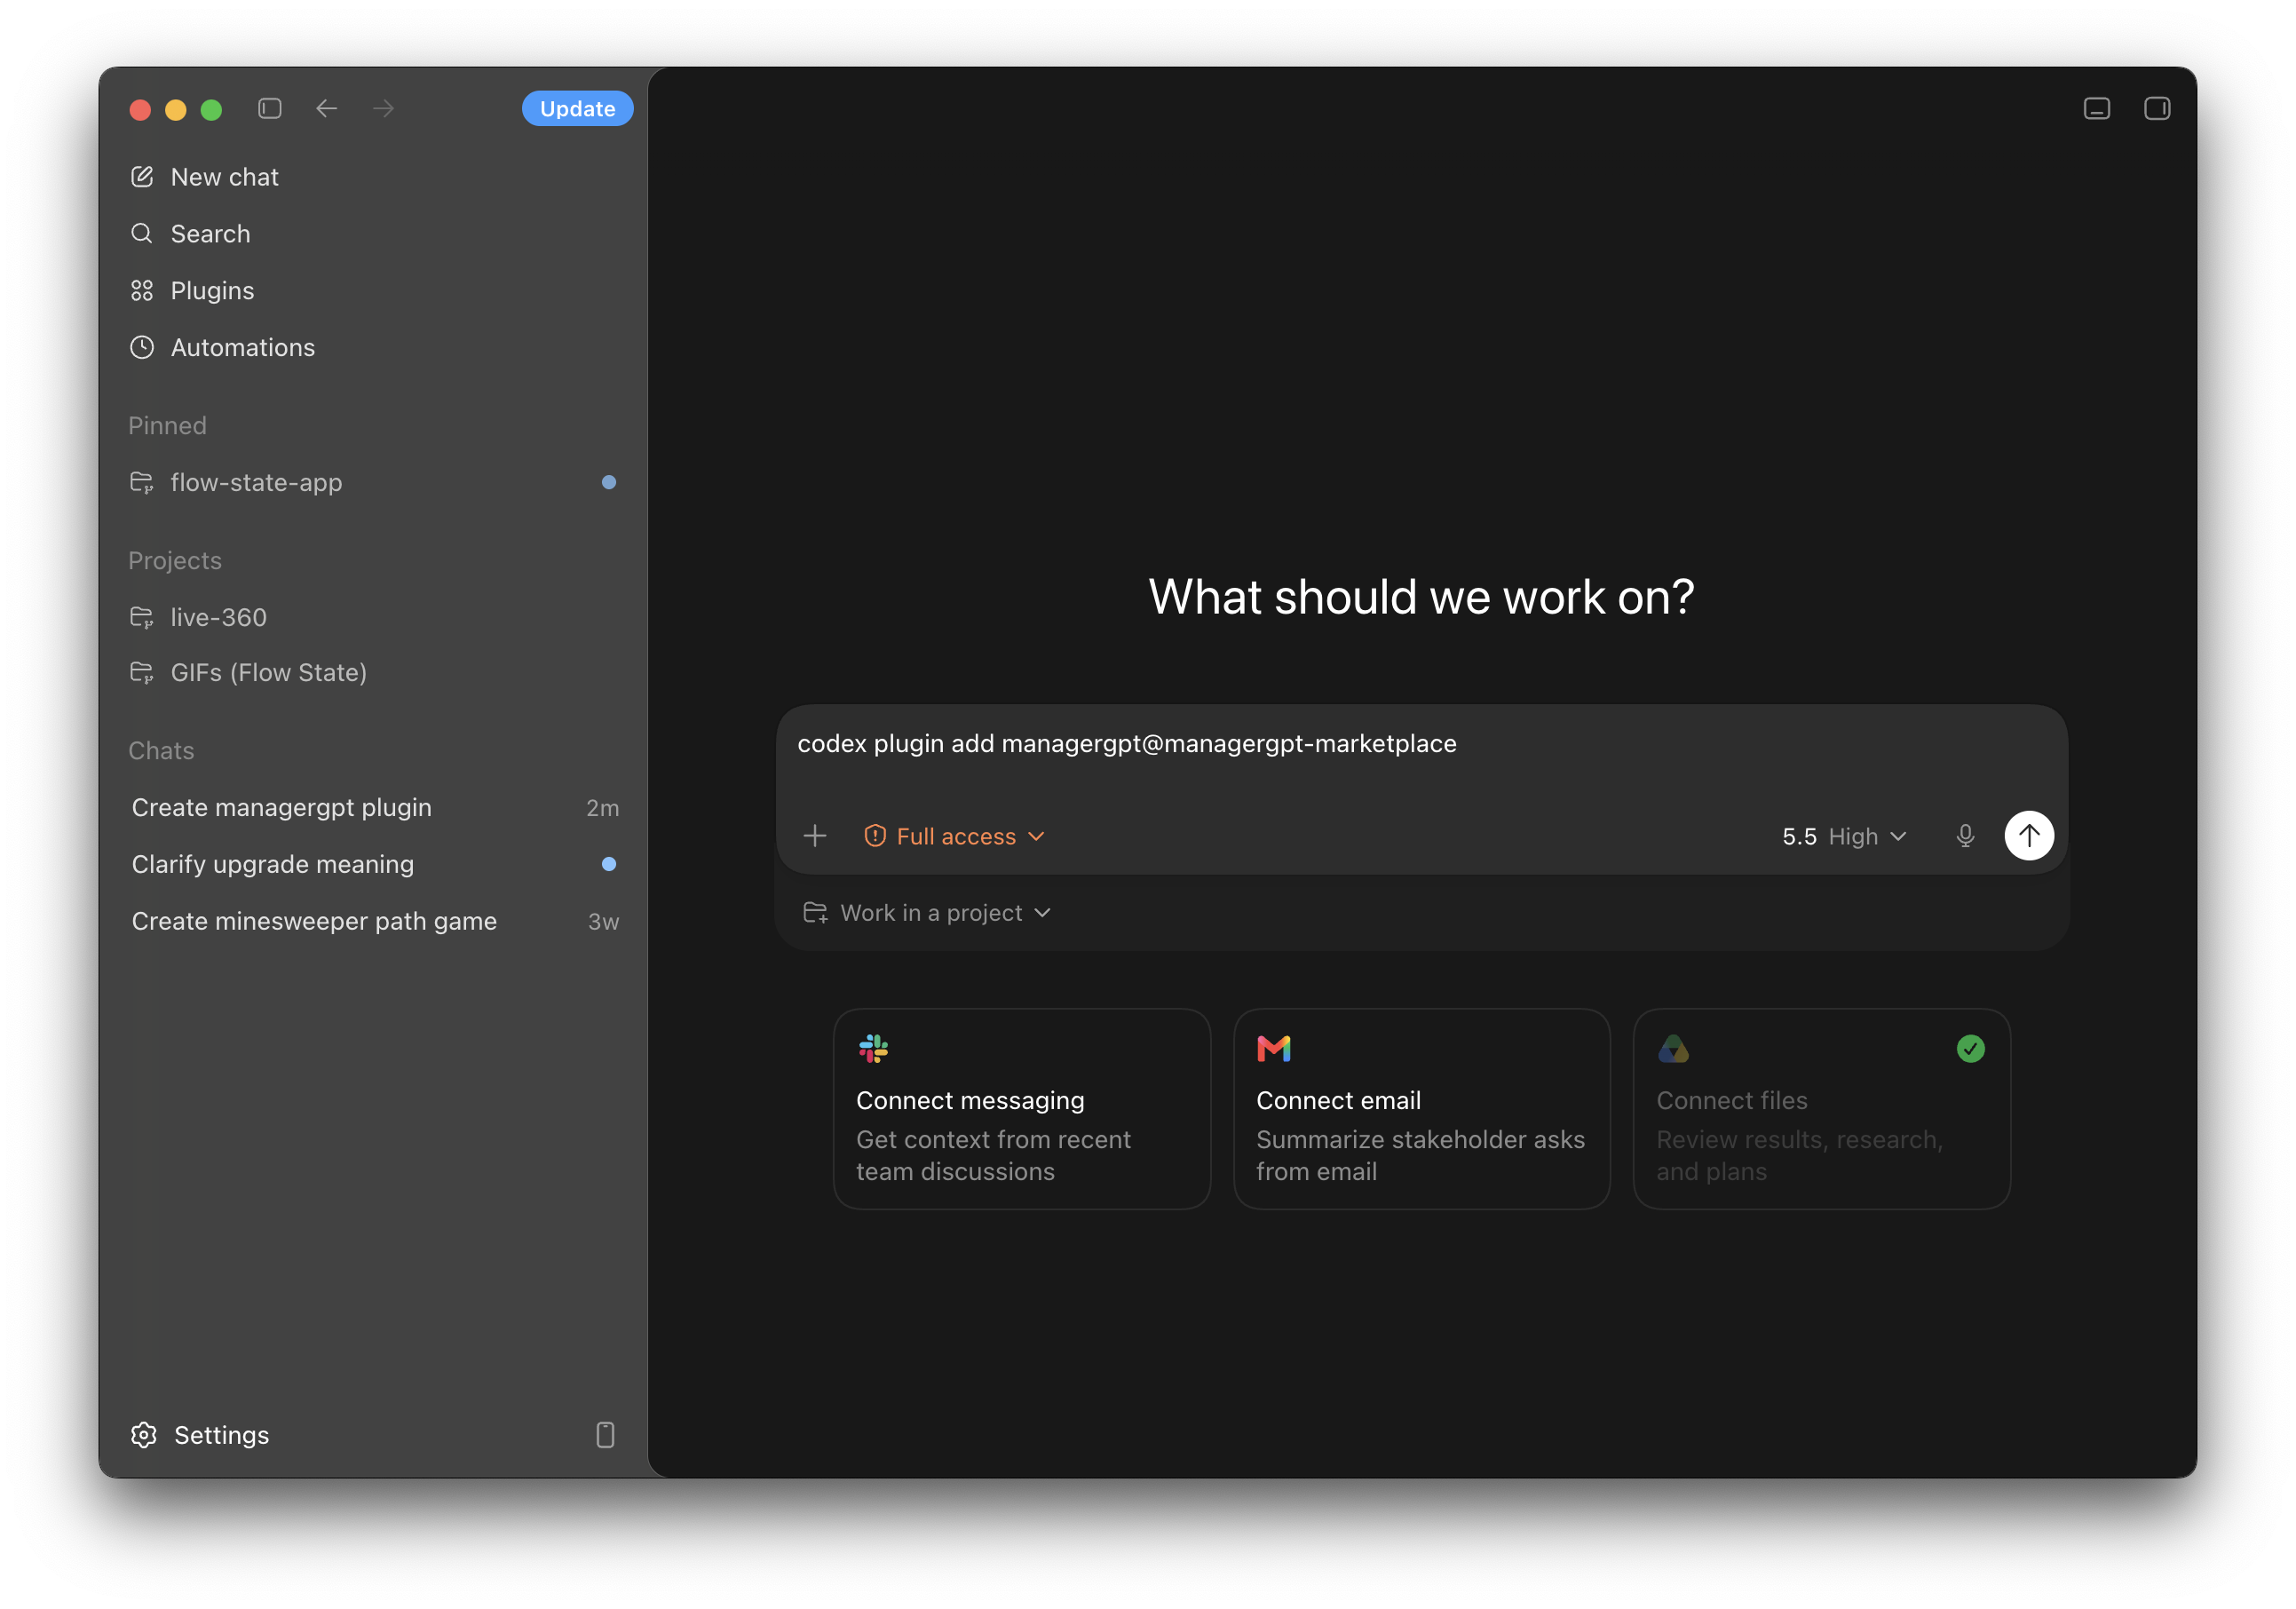 Update
New chat
Search
Plugins
Automations
Pinned
flow-state-app
Projects
live-360
GIFs (Flow State)
Chats
Create managergpt plugin 2m
Clarify upgrade meaning
Create minesweeper path game 3w
Settings
What should we work on?
codex plugin add managergpt@managergpt-marketplace
Full access
5.5 High
Work in a project
Connect messaging
Get context from recent
team discussions
Connect email
Summarize stakeholder asks
from email
Connect files
Review results, research,
and plans